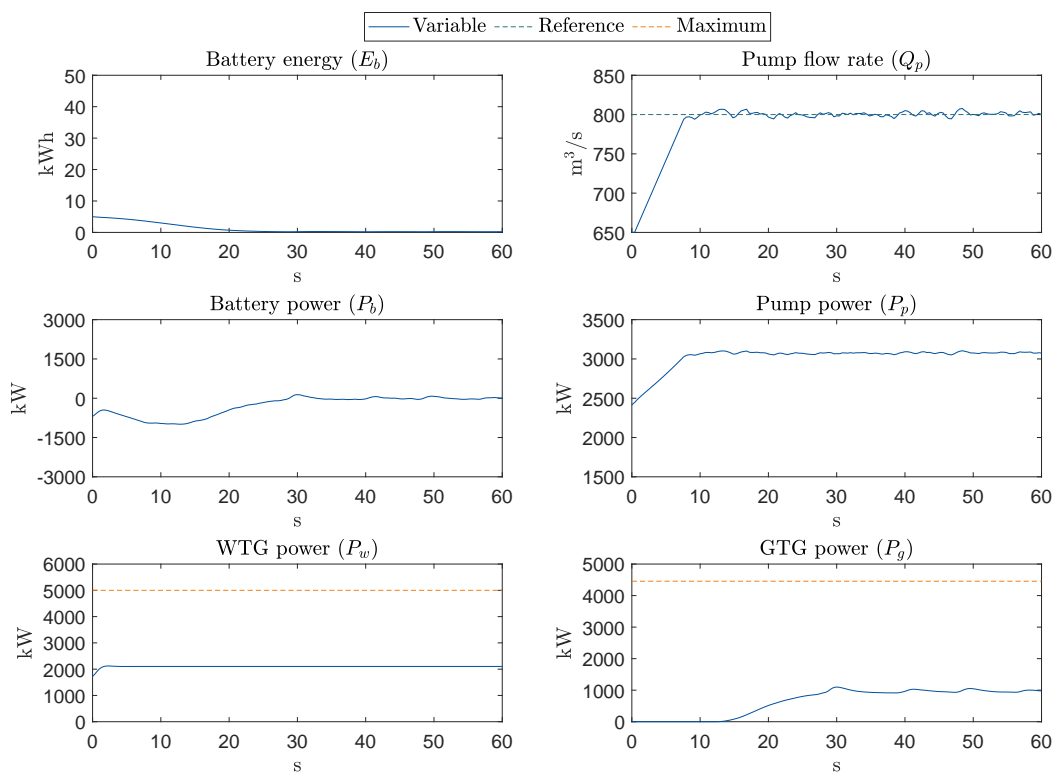 Variable Reference Maximum
Battery energy (E_b)
50
40
30
20
10
0
kWh
0 10 20 30 40 50 60
s
Pump flow rate (Q_p)
850
800
750
700
650
m³/s
0 10 20 30 40 50 60
s
Battery power (P_b)
3000
1500
0
-1500
-3000
kW
0 10 20 30 40 50 60
s
Pump power (P_p)
3500
3000
2500
2000
1500
kW
0 10 20 30 40 50 60
s
WTG power (P_w)
6000
5000
4000
3000
2000
1000
0
kW
0 10 20 30 40 50 60
s
GTG power (P_g)
5000
4000
3000
2000
1000
0
kW
0 10 20 30 40 50 60
s